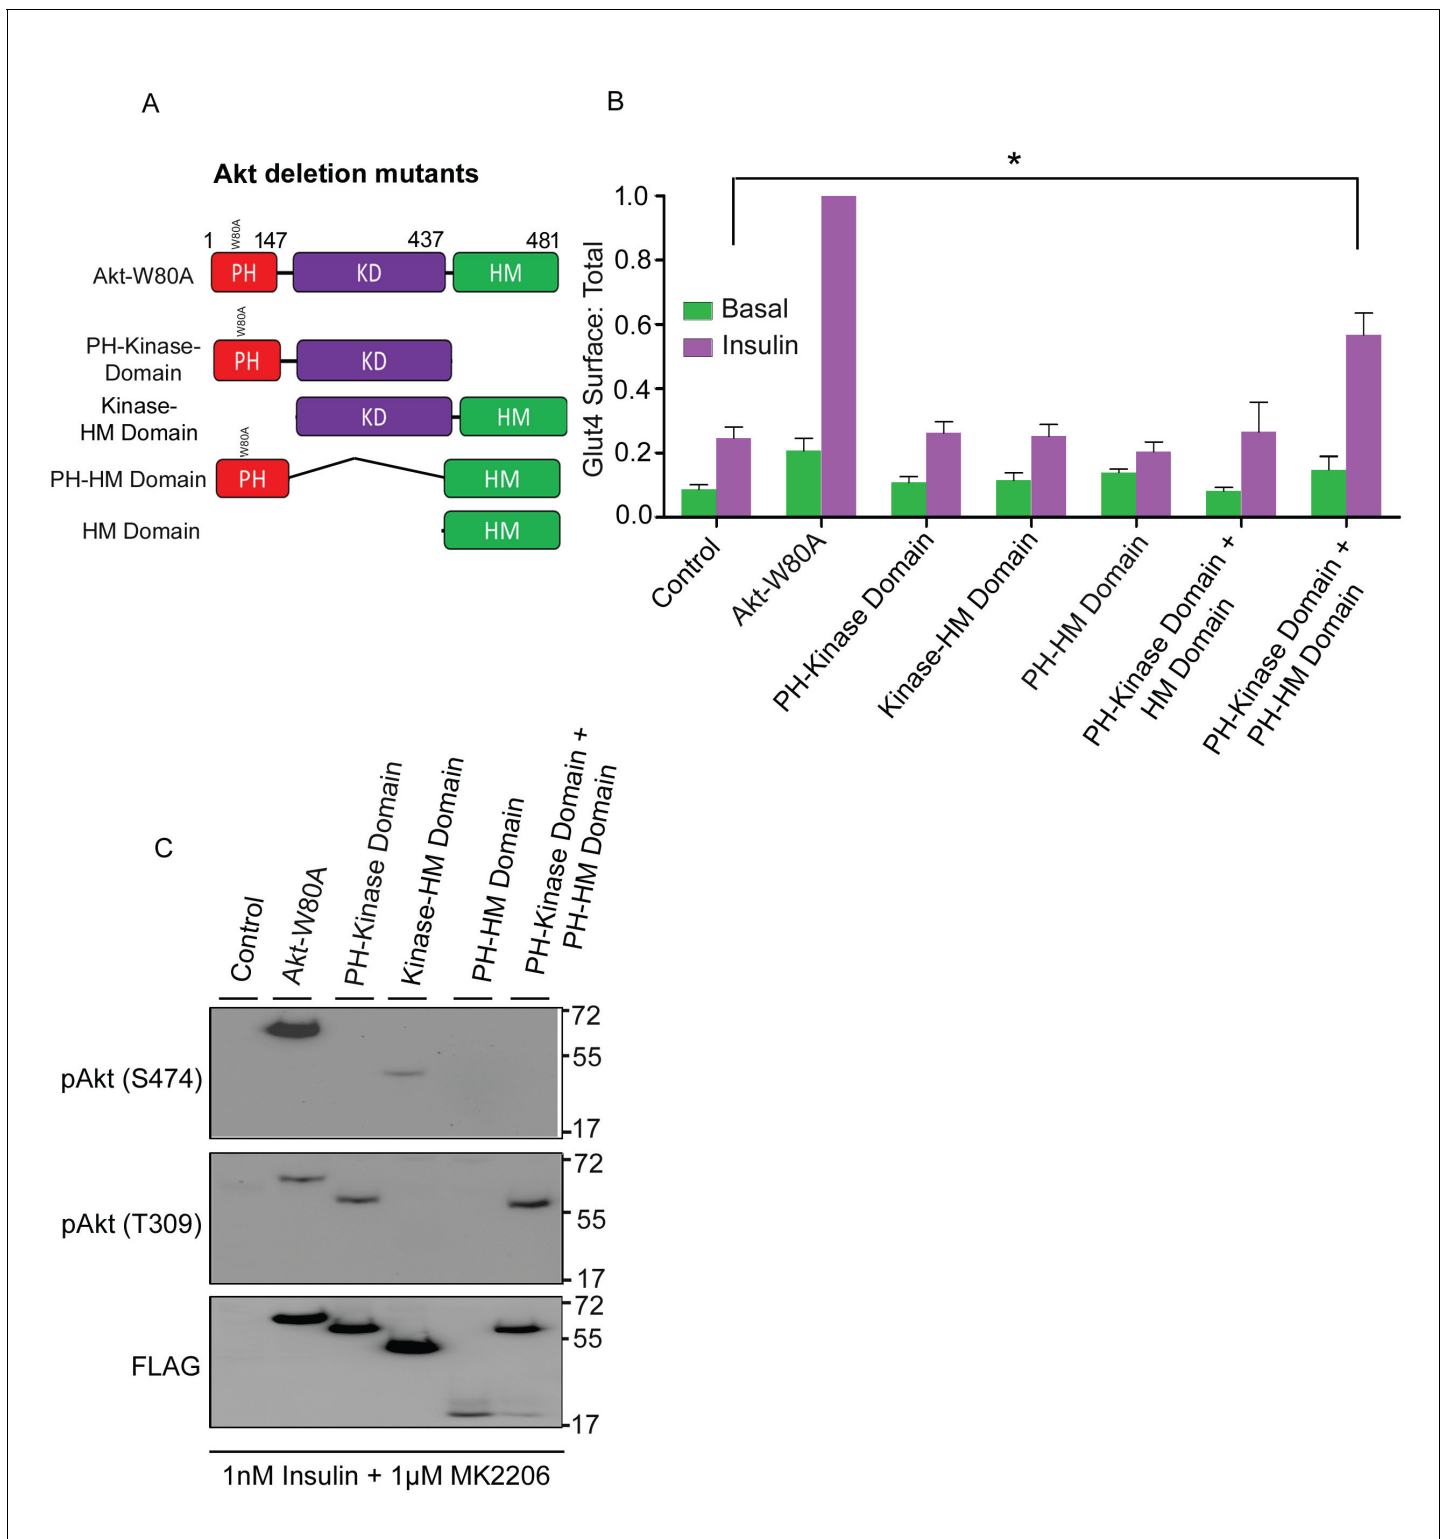 A
Akt deletion mutants
1 W80A 147 437 481
Akt-W80A PH KD HM
W80A
PH-Kinase-
Domain
PH KD
Kinase-
HM Domain
KD HM
W80A
PH-HM Domain PH HM
HM Domain HM
B
*
Glut4 Surface: Total
1.0
0.8
0.6
0.4
0.2
0.0
Basal
Insulin
Control
Akt-W80A
PH-Kinase Domain
Kinase-HM Domain
PH-HM Domain
PH-Kinase Domain +
HM Domain
PH-Kinase Domain +
PH-HM Domain
C
Control
Akt-W80A
PH-Kinase Domain
Kinase-HM Domain
PH-HM Domain
PH-Kinase Domain +
PH-HM Domain
pAkt (S474)
72
55
17
pAkt (T309)
72
55
17
FLAG
72
55
17
1nM Insulin + 1µM MK2206